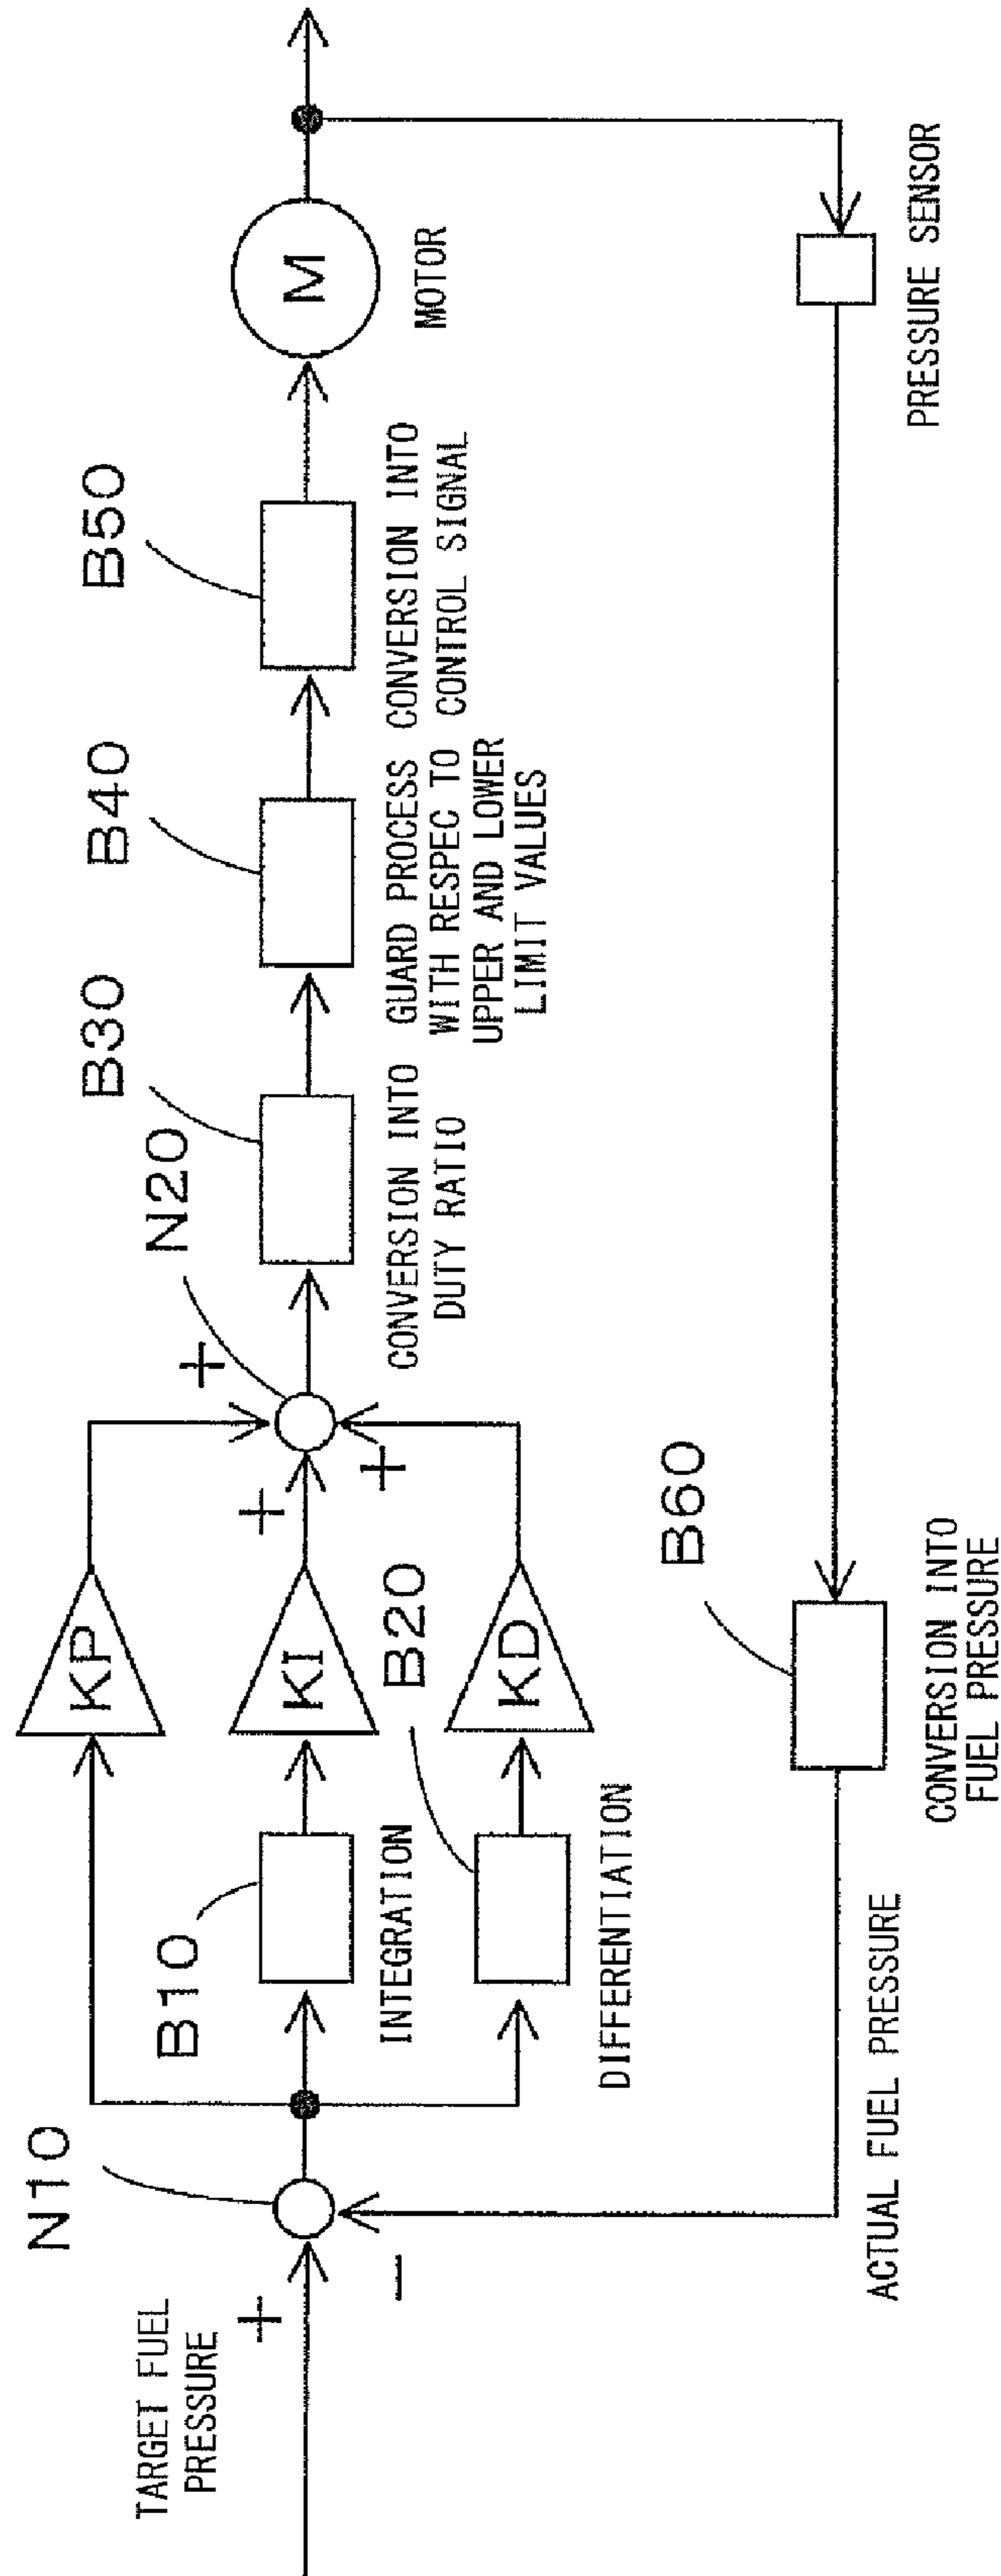 TARGET FUEL
PRESSURE
+
−
N10
B10
INTEGRATION
DIFFERENTIATION
B20
KP
KI
KD
+
+
+
N20
B30
CONVERSION INTO
DUTY RATIO
B40
GUARD PROCESS
WITH RESPEC TO
UPPER AND LOWER
LIMIT VALUES
B50
CONVERSION INTO
CONTROL SIGNAL
M
MOTOR
PRESSURE SENSOR
B60
CONVERSION INTO
FUEL PRESSURE
ACTUAL FUEL PRESSURE